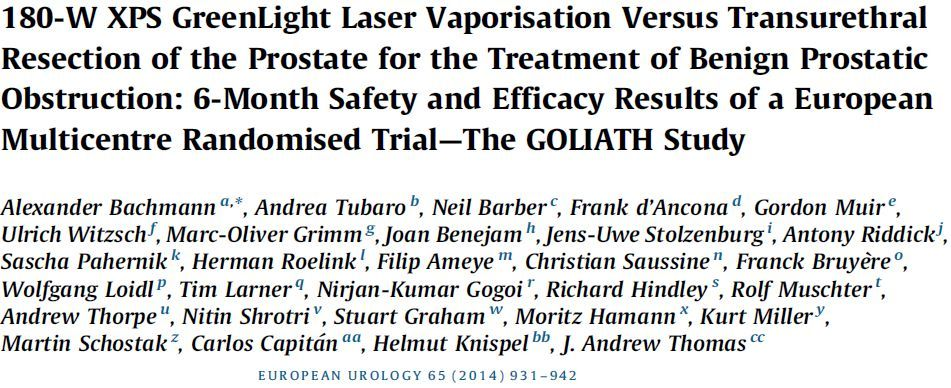 180-W XPS GreenLight Laser Vaporisation Versus Transurethral
Resection of the Prostate for the Treatment of Benign Prostatic
Obstruction: 6-Month Safety and Efficacy Results of a European
Multicentre Randomised Trial—The GOLIATH Study
Alexander Bachmann a,*, Andrea Tubaro b, Neil Barber c, Frank d'Ancona d, Gordon Muir e,
Ulrich Witzsch f, Marc-Oliver Grimm g, Joan Benejam h, Jens-Uwe Stolzenburg i, Antony Riddick j,
Sascha Pahernik k, Herman Roelink l, Filip Ameye m, Christian Saussine n, Franck Bruyère o,
Wolfgang Loidl p, Tim Larner q, Nirjan-Kumar Gogoi r, Richard Hindley s, Rolf Muschter t,
Andrew Thorpe u, Nitin Shrotri v, Stuart Graham w, Moritz Hamann x, Kurt Miller y,
Martin Schostak z, Carlos Capitán aa, Helmut Knispel bb, J. Andrew Thomas cc
EUROPEAN UROLOGY 65 (2014) 931–942